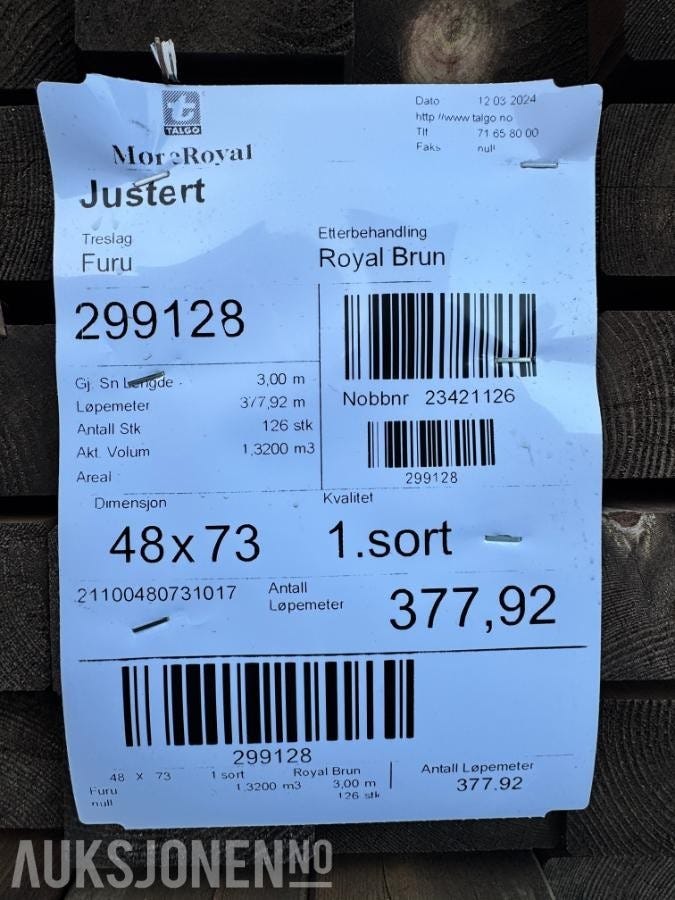 t
TALGO
MoreRoyal
Justert
Dato 12 03 2024
http //www talgo no
Tlf 71 65 80 00
Faks null
Treslag
Furu
Etterbehandling
Royal Brun
299128
Gj. Sn Lengde 3,00 m
Løpemeter 377,92 m
Antall Stk 126 stk
Akt. Volum 1,3200 m3
Areal
Nobbnr 23421126
299128
Dimensjon
48x73
Kvalitet
1.sort
21100480731017
Antall
Løpemeter
377,92
299128
48 X 73 1 sort Royal Brun
Furu 1.3200 m3 3,00 m
null 126 stk
Antall Løpemeter
377.92
AUKSJONEN.NO